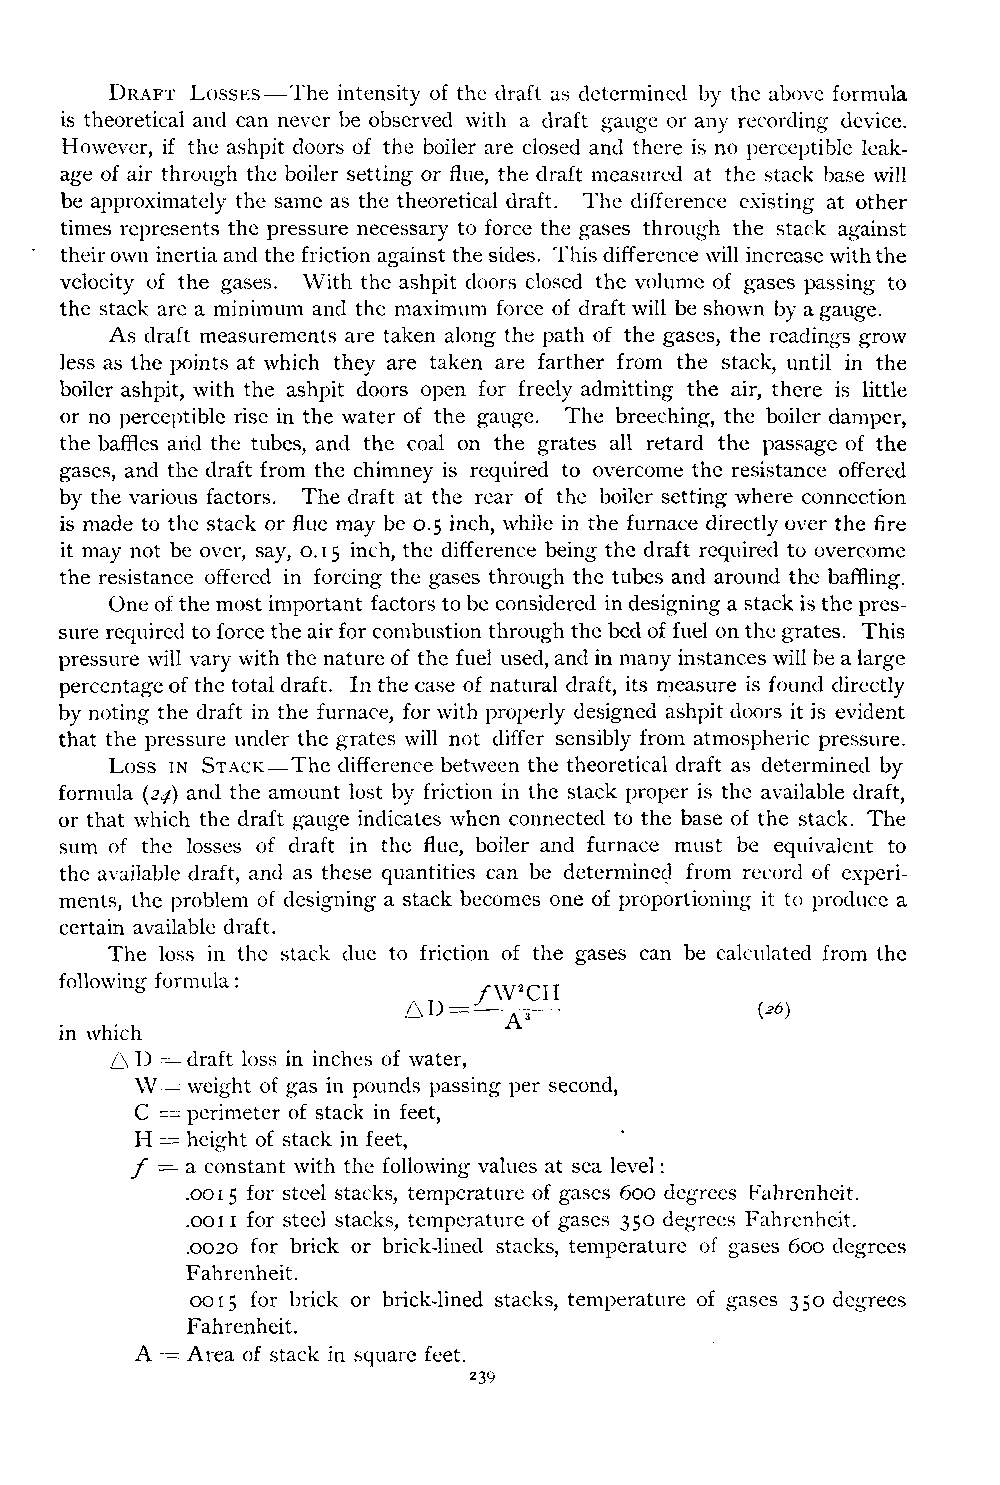 DRAFT LOSSES—The intensity of the draft as determined by the above formula
is theoretical and can never be observed with a draft gauge or any recording device.
However, if the ashpit doors of the boiler are closed and there is no perceptible leak-
age of air through the boiler setting or flue, the draft measured at the stack base will
be approximately the same as the theoretical draft. The difference existing at other
times represents the pressure necessary to force the gases through the stack against
their own inertia and the friction against the sides. This difference will increase with the
velocity of the gases. With the ashpit doors closed the volume of gases passing to
the stack are a minimum and the maximum force of draft will be shown by a gauge.
As draft measurements are taken along the path of the gases, the readings grow
less as the points at which they are taken are farther from the stack, until in the
boiler ashpit, with the ashpit doors open for freely admitting the air, there is little
or no perceptible rise in the water of the gauge. The breeching, the boiler damper,
the baffles and the tubes, and the coal on the grates all retard the passage of the
gases, and the draft from the chimney is required to overcome the resistance offered
by the various factors. The draft at the rear of the boiler setting where connection
is made to the stack or flue may be 0.5 inch, while in the furnace directly over the fire
it may not be over, say, 0.15 inch, the difference being the draft required to overcome
the resistance offered in forcing the gases through the tubes and around the baffling.
One of the most important factors to be considered in designing a stack is the pres-
sure required to force the air for combustion through the bed of fuel on the grates. This
pressure will vary with the nature of the fuel used, and in many instances will be a large
percentage of the total draft. In the case of natural draft, its measure is found directly
by noting the draft in the furnace, for with properly designed ashpit doors it is evident
that the pressure under the grates will not differ sensibly from atmospheric pressure.
LOSS IN STACK—The difference between the theoretical draft as determined by
formula (24) and the amount lost by friction in the stack proper is the available draft,
or that which the draft gauge indicates when connected to the base of the stack. The
sum of the losses of draft in the flue, boiler and furnace must be equivalent to
the available draft, and as these quantities can be determined from record of experi-
ments, the problem of designing a stack becomes one of proportioning it to produce a
certain available draft.
The loss in the stack due to friction of the gases can be calculated from the
following formula:
△D = fW²CH / A³ (26)
in which
△D = draft loss in inches of water,
W = weight of gas in pounds passing per second,
C = perimeter of stack in feet,
H = height of stack in feet,
f = a constant with the following values at sea level:
.0015 for steel stacks, temperature of gases 600 degrees Fahrenheit.
.0011 for steel stacks, temperature of gases 350 degrees Fahrenheit.
.0020 for brick or brick-lined stacks, temperature of gases 600 degrees
Fahrenheit.
0015 for brick or brick-lined stacks, temperature of gases 350 degrees
Fahrenheit.
A = Area of stack in square feet.
239